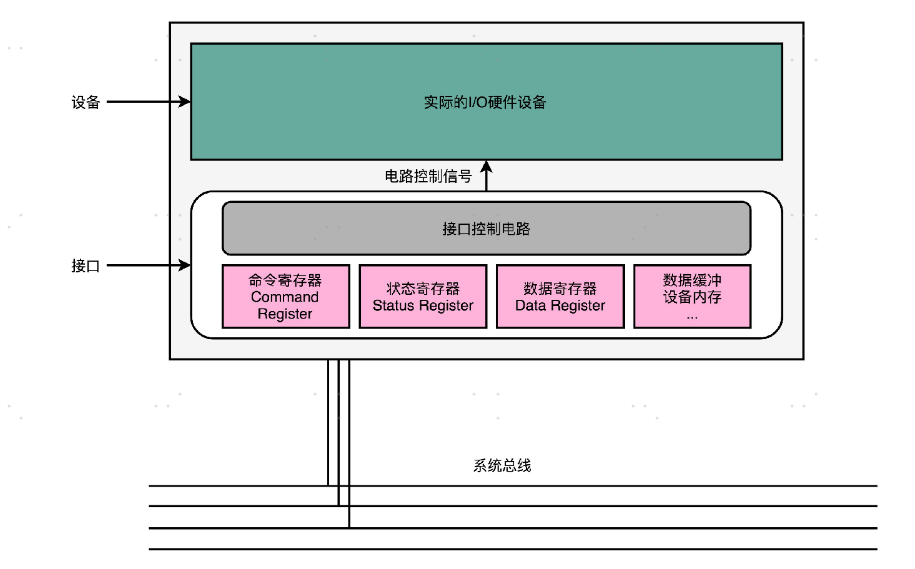 设备
实际的I/O硬件设备
电路控制信号
接口
接口控制电路
命令寄存器
Command
Register
状态寄存器
Status Register
数据寄存器
Data Register
数据缓冲
设备内存
...
系统总线